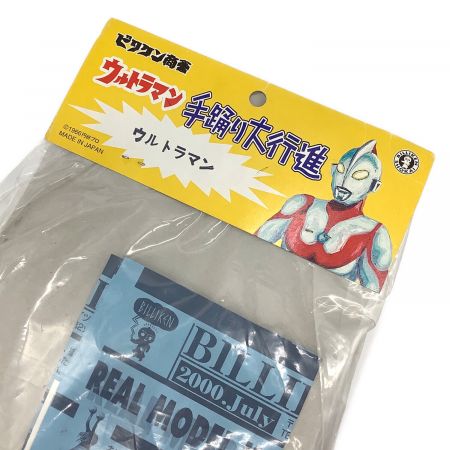 ビリケン商会
ウルトラマン
手踊り大行進
ウルトラマン
©1966円谷プロ
MADE IN JAPAN
BILLIKEN
BILLI
2000.July
REAL MODE